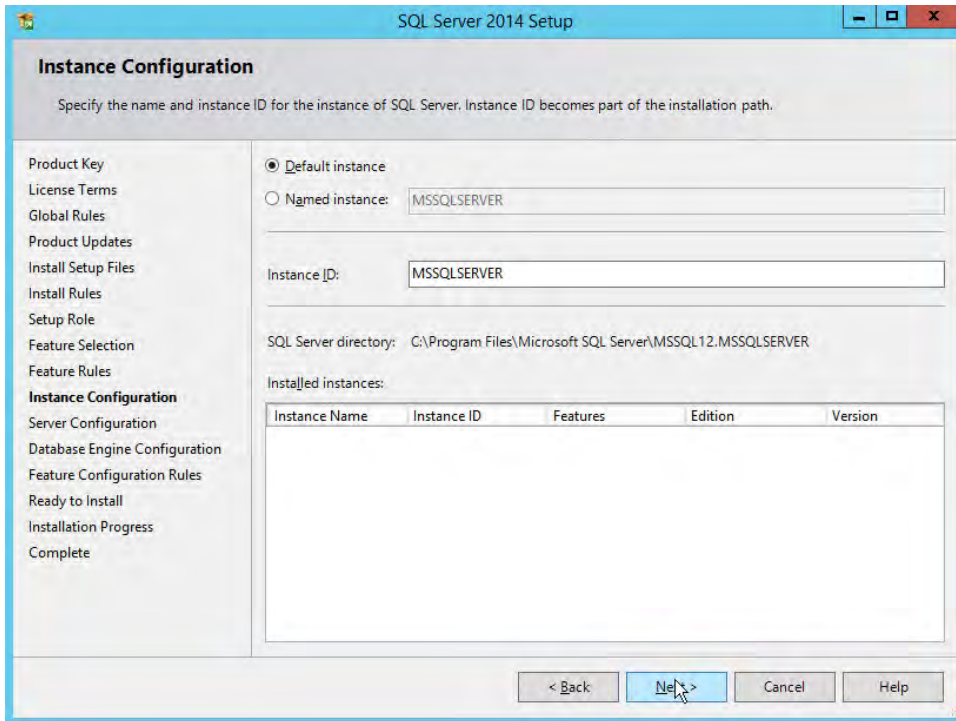 SQL Server 2014 Setup
Instance Configuration
Specify the name and instance ID for the instance of SQL Server. Instance ID becomes part of the installation path.
Product Key
License Terms
Global Rules
Product Updates
Install Setup Files
Install Rules
Setup Role
Feature Selection
Feature Rules
Instance Configuration
Server Configuration
Database Engine Configuration
Feature Configuration Rules
Ready to Install
Installation Progress
Complete
Default instance
Named instance: MSSQLSERVER
Instance ID: MSSQLSERVER
SQL Server directory: C:\Program Files\Microsoft SQL Server\MSSQL12.MSSQLSERVER
Installed instances:
Instance Name Instance ID Features Edition Version
< Back Next > Cancel Help